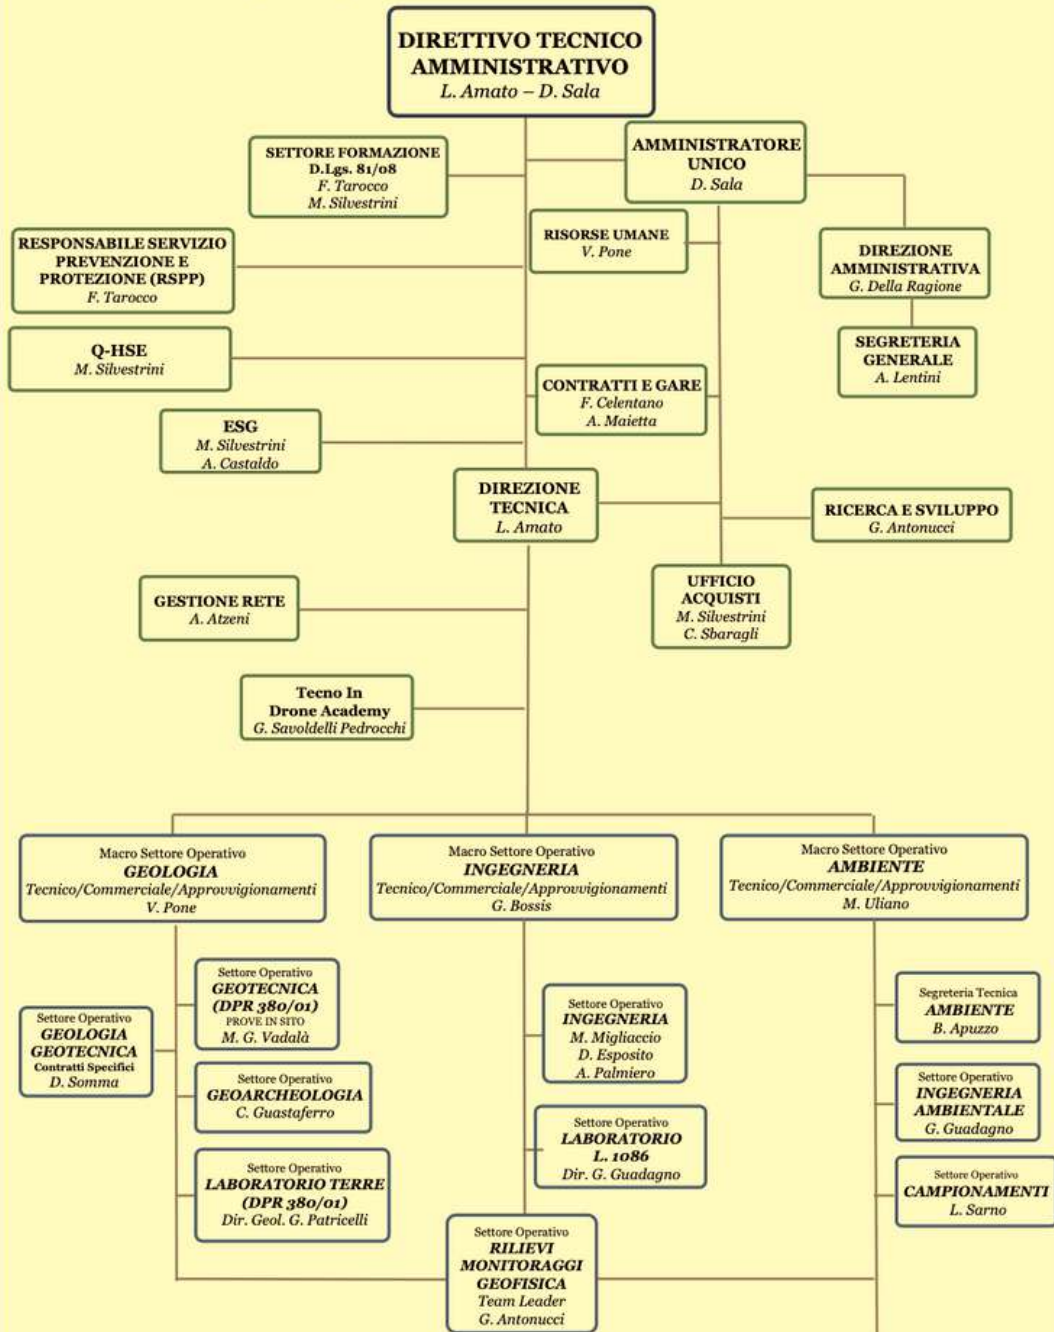 DIRETTIVO TECNICO
AMMINISTRATIVO
L. Amato – D. Sala
SETTORE FORMAZIONE
D.Lgs. 81/08
F. Tarocco
M. Silvestrini
AMMINISTRATORE
UNICO
D. Sala
RESPONSABILE SERVIZIO
PREVENZIONE E
PROTEZIONE (RSPP)
F. Tarocco
RISORSE UMANE
V. Pone
DIREZIONE
AMMINISTRATIVA
G. Della Ragione
Q-HSE
M. Silvestrini
SEGRETERIA
GENERALE
A. Lentini
CONTRATTI E GARE
F. Celentano
A. Maietta
ESG
M. Silvestrini
A. Castaldo
DIREZIONE
TECNICA
L. Amato
RICERCA E SVILUPPO
G. Antonucci
GESTIONE RETE
A. Atzeni
UFFICIO
ACQUISTI
M. Silvestrini
C. Sbaragli
Tecno In
Drone Academy
G. Savoldelli Pedrocchi
Macro Settore Operativo
GEOLOGIA
Tecnico/Commerciale/Approvvigionamenti
V. Pone
Macro Settore Operativo
INGEGNERIA
Tecnico/Commerciale/Approvvigionamenti
G. Bossis
Macro Settore Operativo
AMBIENTE
Tecnico/Commerciale/Approvvigionamenti
M. Uliano
Settore Operativo
GEOLOGIA
GEOTECNICA
Contratti Specifici
D. Somma
Settore Operativo
GEOTECNICA
(DPR 380/01)
PROVE IN SITO
M. G. Vadalà
Settore Operativo
GEOARCHEOLOGIA
C. Guastaferro
Settore Operativo
LABORATORIO TERRE
(DPR 380/01)
Dir. Geol. G. Patricelli
Settore Operativo
INGEGNERIA
M. Migliaccio
D. Esposito
A. Palmiero
Settore Operativo
LABORATORIO
L. 1086
Dir. G. Guadagno
Segreteria Tecnica
AMBIENTE
B. Apuzzo
Settore Operativo
INGEGNERIA
AMBIENTALE
G. Guadagno
Settore Operativo
CAMPIONAMENTI
L. Sarno
Settore Operativo
RILIEVI
MONITORAGGI
GEOFISICA
Team Leader
G. Antonucci